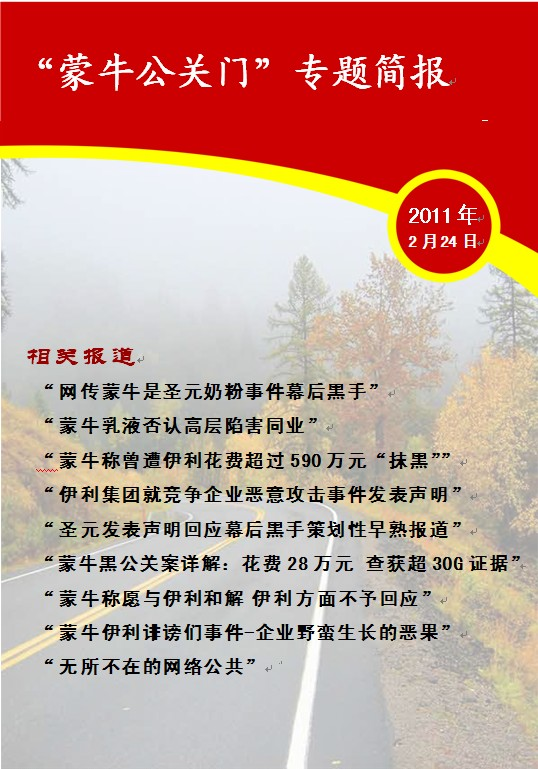 “蒙牛公关门”专题简报
2011年
2月24日
相关报道
“网传蒙牛是圣元奶粉事件幕后黑手”
“蒙牛乳液否认高层陷害同业”
“蒙牛称曾遭伊利花费超过590万元“抹黑””
“伊利集团就竞争企业恶意攻击事件发表声明”
“圣元发表声明回应幕后黑手策划性早熟报道”
“蒙牛黑公关案详解：花费28万元 查获超30G证据”
“蒙牛称愿与伊利和解 伊利方面不予回应”
“蒙牛伊利诽谤们事件-企业野蛮生长的恶果”
“无所不在的网络公共”